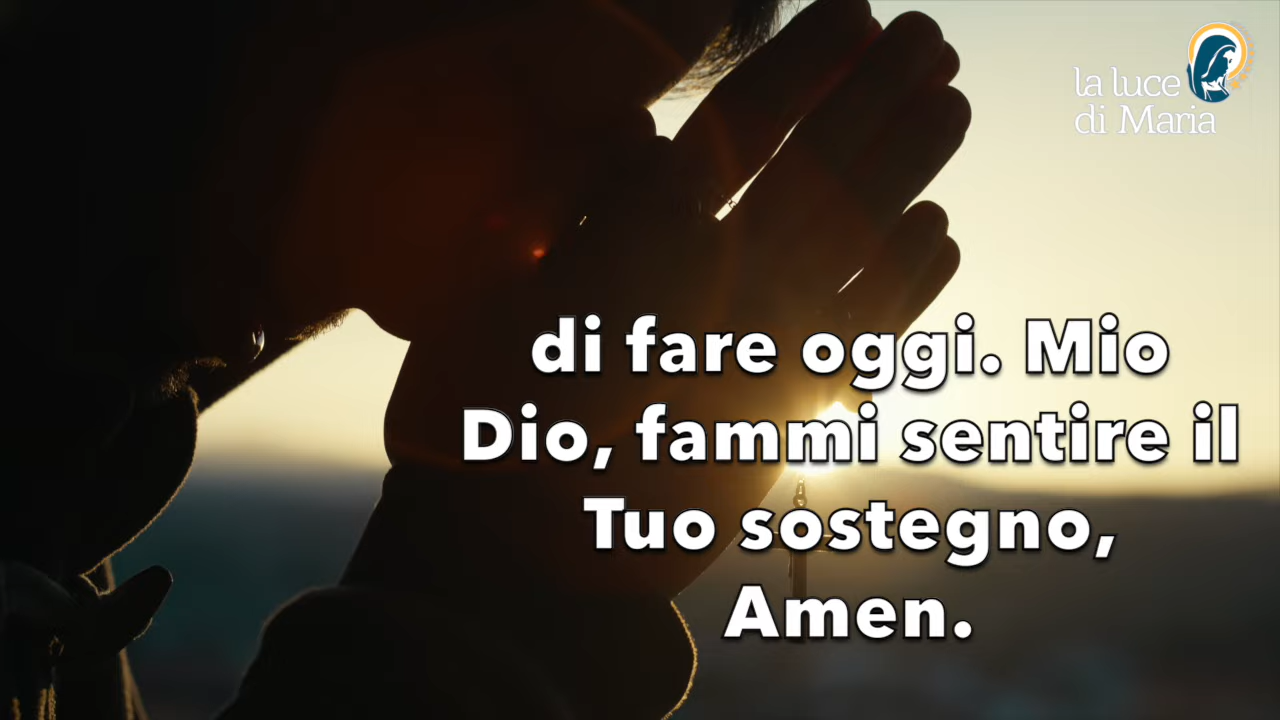 la luce
di Maria
di fare oggi. Mio
Dio, fammi sentire il
Tuo sostegno,
Amen.